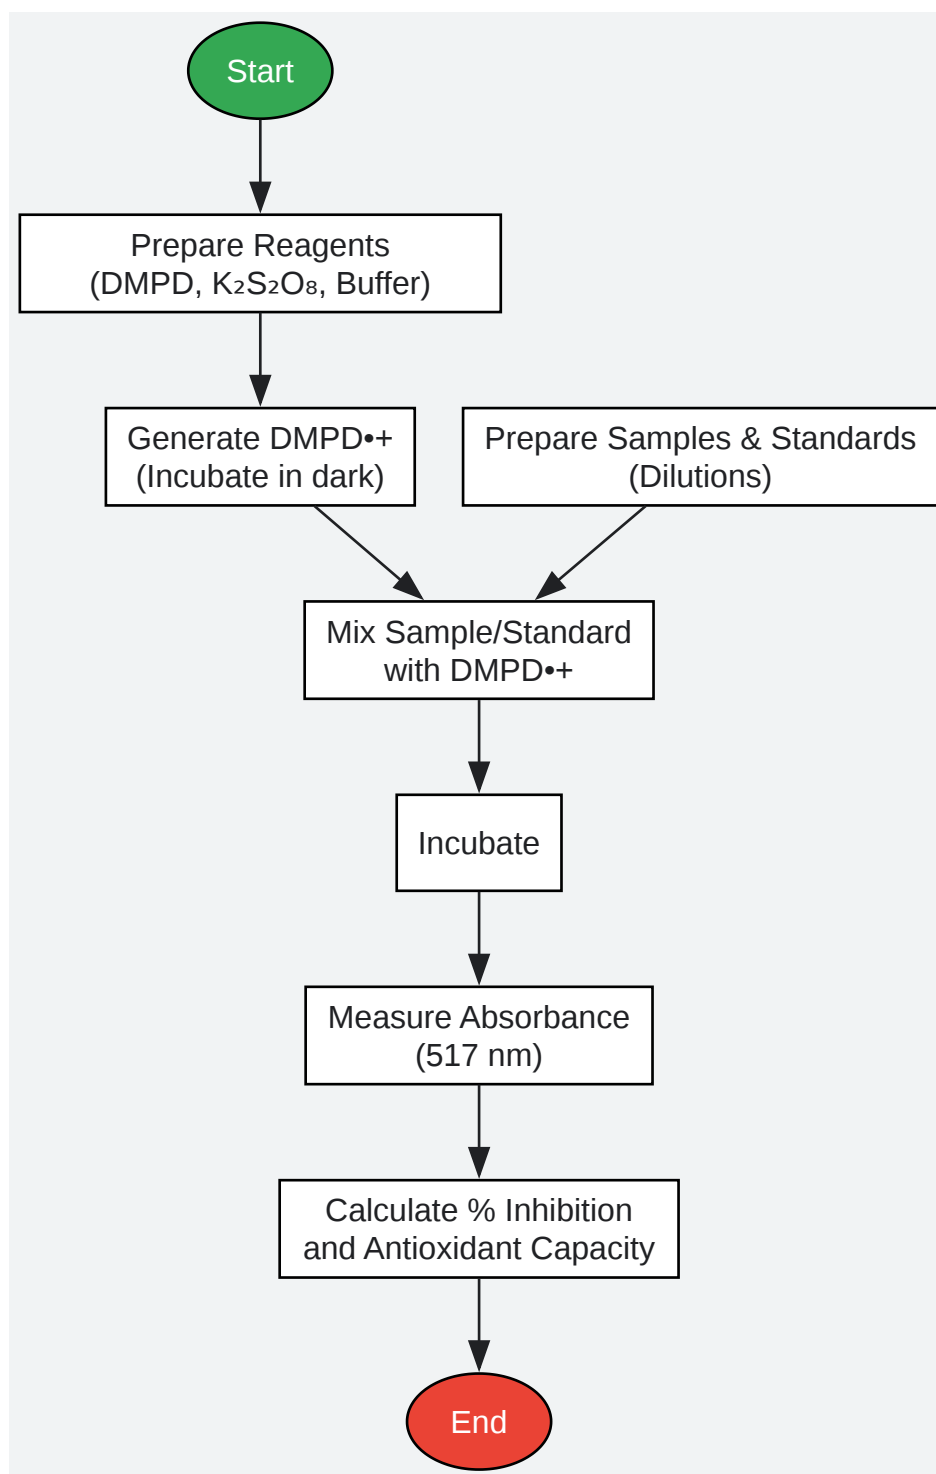 Start
Prepare Reagents
(DMPD, K₂S₂O₈, Buffer)
Generate DMPD•+
(Incubate in dark)
Prepare Samples & Standards
(Dilutions)
Mix Sample/Standard
with DMPD•+
Incubate
Measure Absorbance
(517 nm)
Calculate % Inhibition
and Antioxidant Capacity
End